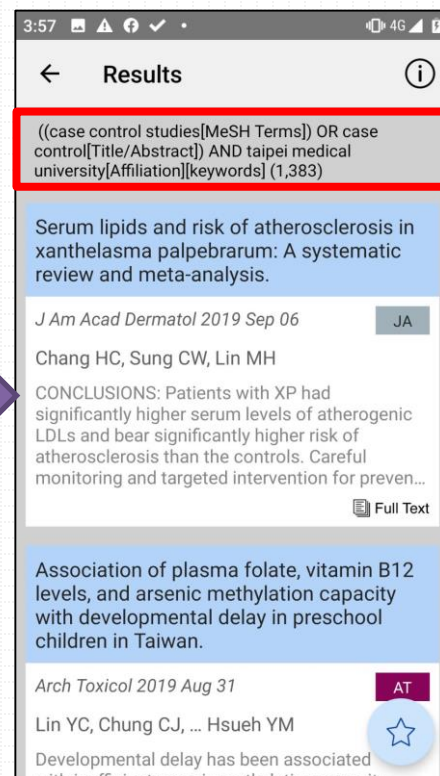 3:57 4G
Results
((case control studies[MeSH Terms]) OR case
control[Title/Abstract]) AND taipei medical
university[Affiliation][keywords] (1,383)
Serum lipids and risk of atherosclerosis in
xanthelasma palpebrarum: A systematic
review and meta-analysis.
J Am Acad Dermatol 2019 Sep 06 JA
Chang HC, Sung CW, Lin MH
CONCLUSIONS: Patients with XP had
significantly higher serum levels of atherogenic
LDLs and bear significantly higher risk of
atherosclerosis than the controls. Careful
monitoring and targeted intervention for preven...
Full Text
Association of plasma folate, vitamin B12
levels, and arsenic methylation capacity
with developmental delay in preschool
children in Taiwan.
Arch Toxicol 2019 Aug 31 AT
Lin YC, Chung CJ, ... Hsueh YM
Developmental delay has been associated